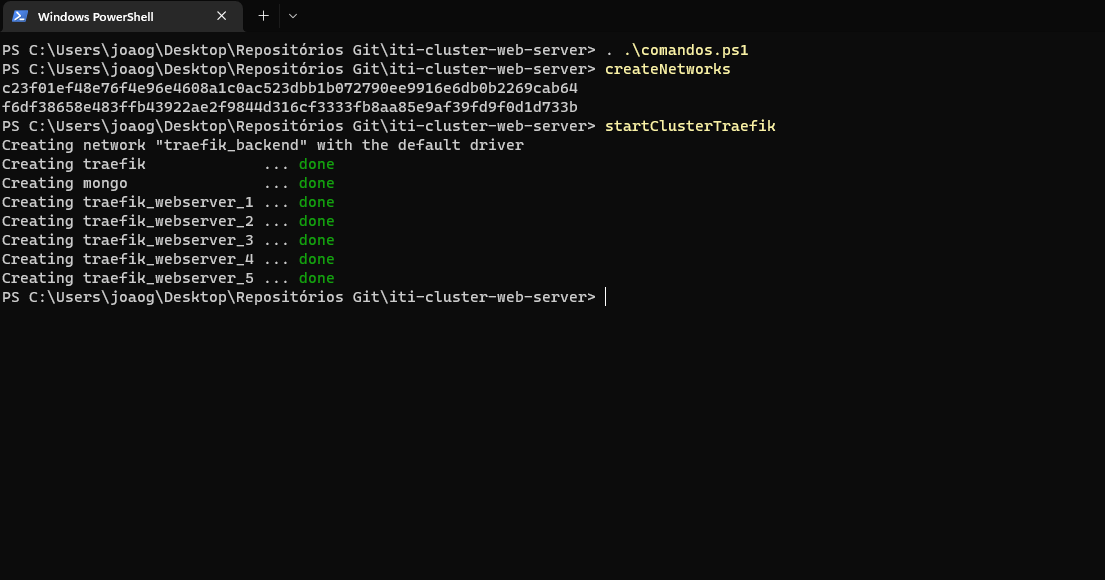 Windows PowerShell
PS C:\Users\joaog\Desktop\Repositórios Git\iti-cluster-web-server> . .\comandos.ps1
PS C:\Users\joaog\Desktop\Repositórios Git\iti-cluster-web-server> createNetworks
c23f01ef48e76f4e96e4608a1c0ac523dbb1b072790ee9916e6db0b2269cab64
f6df38658e483ffb43922ae2f9844d316cf3333fb8aa85e9af39fd9f0d1d733b
PS C:\Users\joaog\Desktop\Repositórios Git\iti-cluster-web-server> startClusterTraefik
Creating network "traefik_backend" with the default driver
Creating traefik             ... done
Creating mongo               ... done
Creating traefik_webserver_1 ... done
Creating traefik_webserver_2 ... done
Creating traefik_webserver_3 ... done
Creating traefik_webserver_4 ... done
Creating traefik_webserver_5 ... done
PS C:\Users\joaog\Desktop\Repositórios Git\iti-cluster-web-server>